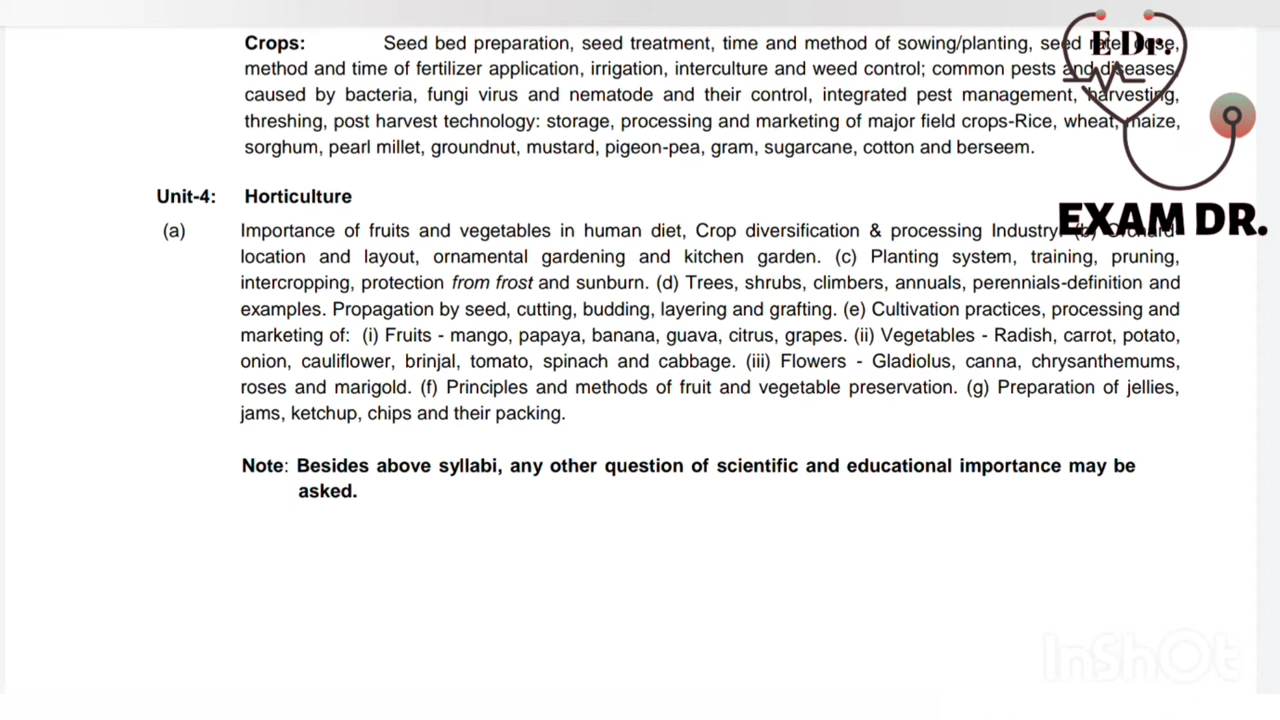 Crops: Seed bed preparation, seed treatment, time and method of sowing/planting, seed rate, dose,
method and time of fertilizer application, irrigation, interculture and weed control; common pests and diseases,
caused by bacteria, fungi virus and nematode and their control, integrated pest management, harvesting,
threshing, post harvest technology: storage, processing and marketing of major field crops-Rice, wheat, maize,
sorghum, pearl millet, groundnut, mustard, pigeon-pea, gram, sugarcane, cotton and berseem.
E Dr.
Unit-4: Horticulture
EXAM DR.
(a) Importance of fruits and vegetables in human diet, Crop diversification & processing Industry. (b) Orchard
location and layout, ornamental gardening and kitchen garden. (c) Planting system, training, pruning,
intercropping, protection from frost and sunburn. (d) Trees, shrubs, climbers, annuals, perennials-definition and
examples. Propagation by seed, cutting, budding, layering and grafting. (e) Cultivation practices, processing and
marketing of: (i) Fruits - mango, papaya, banana, guava, citrus, grapes. (ii) Vegetables - Radish, carrot, potato,
onion, cauliflower, brinjal, tomato, spinach and cabbage. (iii) Flowers - Gladiolus, canna, chrysanthemums,
roses and marigold. (f) Principles and methods of fruit and vegetable preservation. (g) Preparation of jellies,
jams, ketchup, chips and their packing.
Note: Besides above syllabi, any other question of scientific and educational importance may be
asked.
InShOt